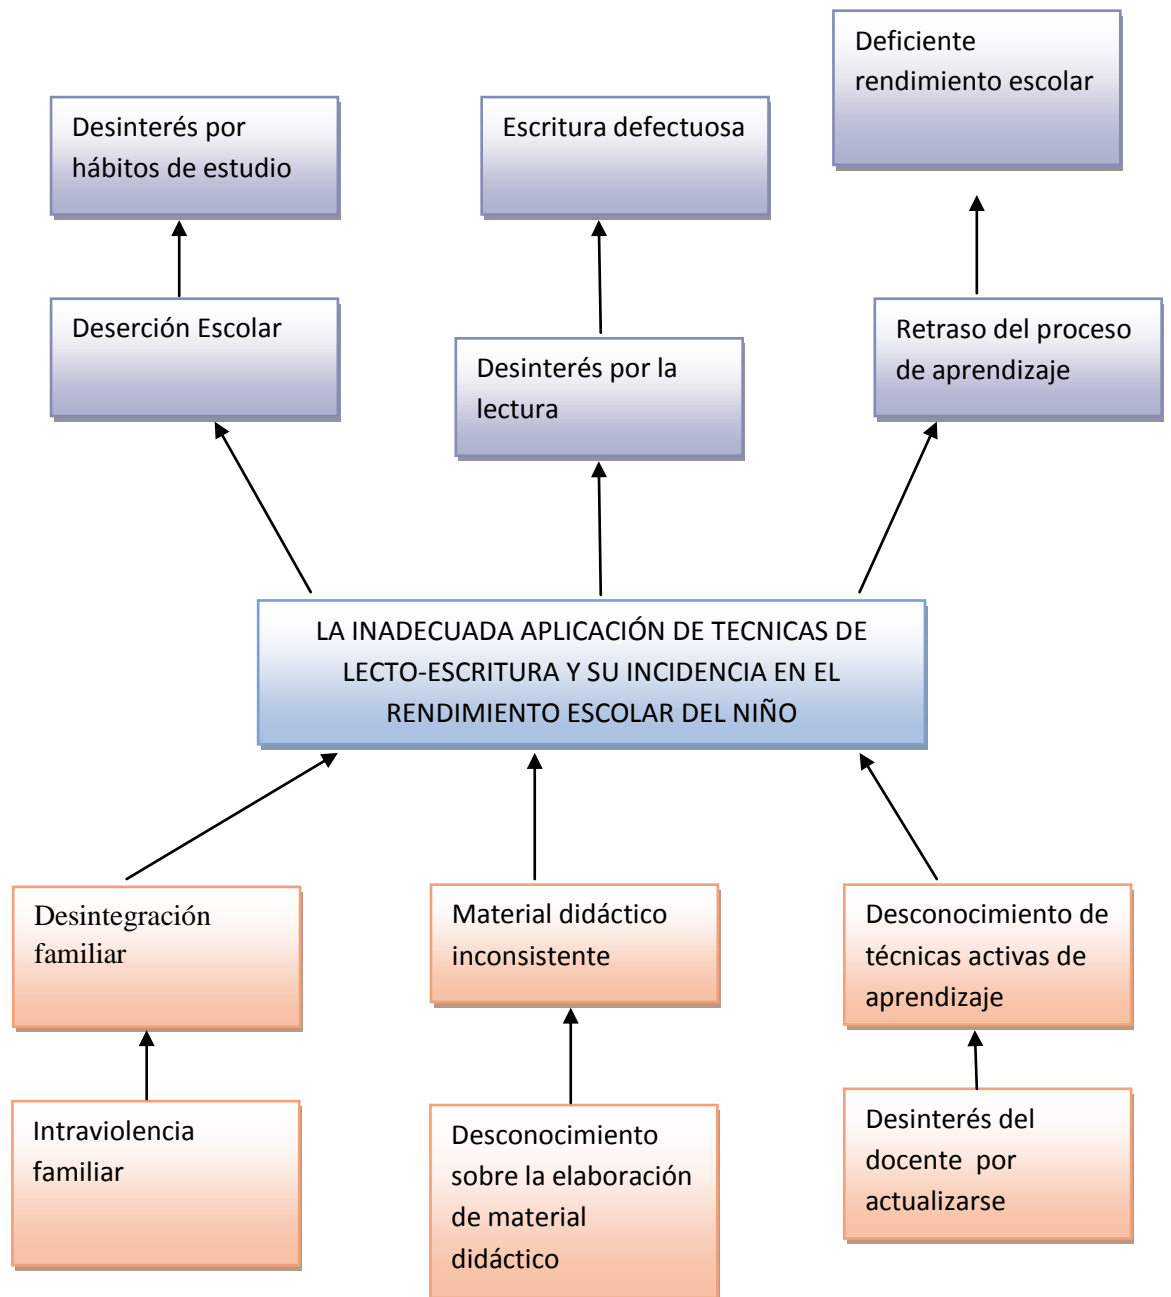 Deficiente
rendimiento escolar
Desinterés por
hábitos de estudio
Escritura defectuosa
Deserción Escolar
Desinterés por la
lectura
Retraso del proceso
de aprendizaje
LA INADECUADA APLICACIÓN DE TECNICAS DE
LECTO-ESCRITURA Y SU INCIDENCIA EN EL
RENDIMIENTO ESCOLAR DEL NIÑO
Desintegración
familiar
Material didáctico
inconsistente
Desconocimiento de
técnicas activas de
aprendizaje
Intraviolencia
familiar
Desconocimiento
sobre la elaboración
de material
didáctico
Desinterés del
docente  por
actualizarse